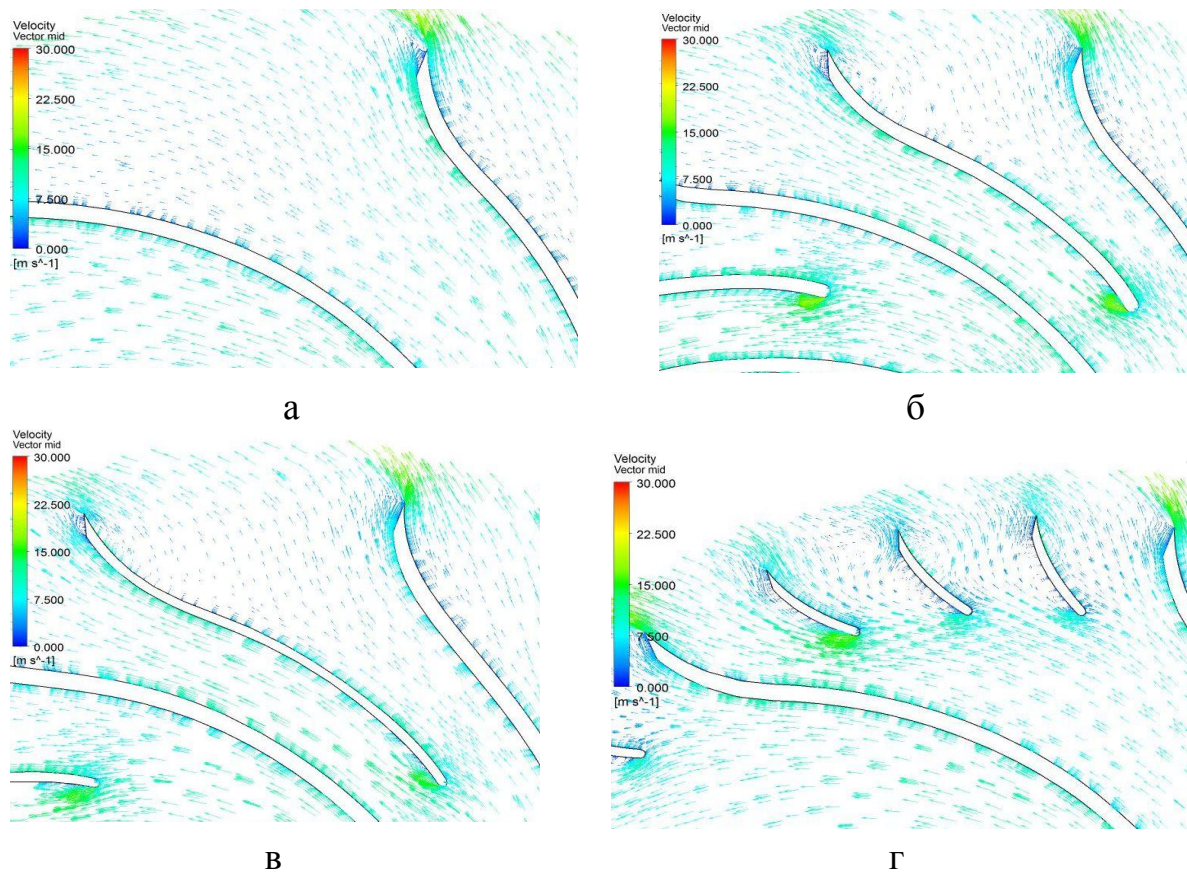 Velocity
Vector mid
30.000
22.500
15.000
7.500
0.000
[m s^-1]
а
Velocity
Vector mid
30.000
22.500
15.000
7.500
0.000
[m s^-1]
б
Velocity
Vector mid
30.000
22.500
15.000
7.500
0.000
[m s^-1]
в
Velocity
Vector mid
30.000
22.500
15.000
7.500
0.000
[m s^-1]
г